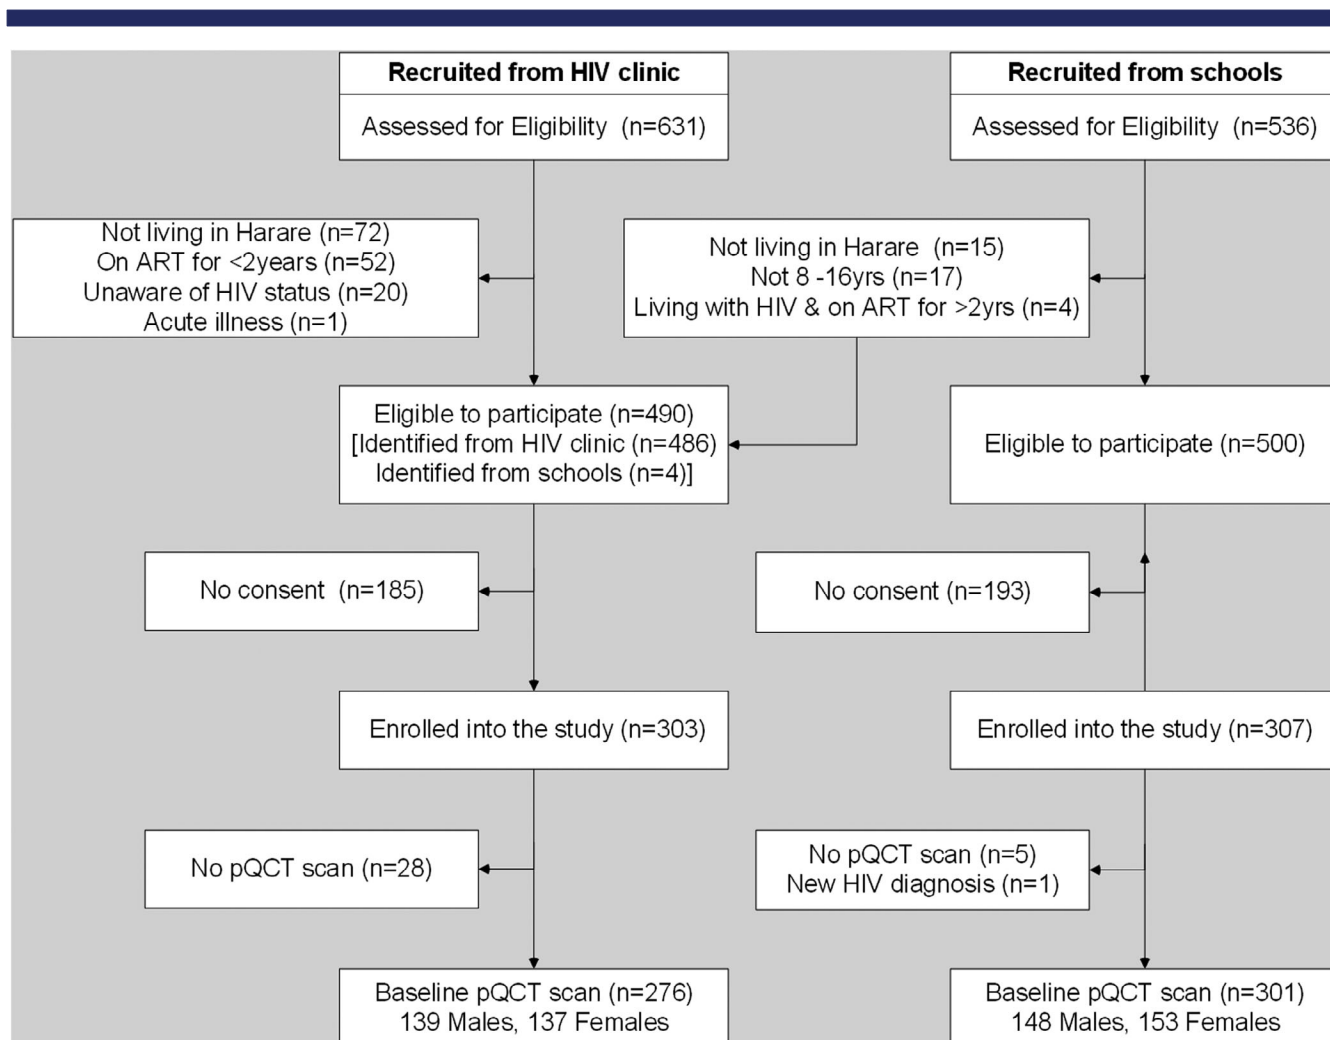 Recruited from HIV clinic
Assessed for Eligibility (n=631)
Recruited from schools
Assessed for Eligibility (n=536)
Not living in Harare (n=72)
On ART for <2years (n=52)
Unaware of HIV status (n=20)
Acute illness (n=1)
Not living in Harare (n=15)
Not 8 -16yrs (n=17)
Living with HIV & on ART for >2yrs (n=4)
Eligible to participate (n=490)
[Identified from HIV clinic (n=486)
Identified from schools (n=4)]
Eligible to participate (n=500)
No consent (n=185)
No consent (n=193)
Enrolled into the study (n=303)
Enrolled into the study (n=307)
No pQCT scan (n=28)
No pQCT scan (n=5)
New HIV diagnosis (n=1)
Baseline pQCT scan (n=276)
139 Males, 137 Females
Baseline pQCT scan (n=301)
148 Males, 153 Females